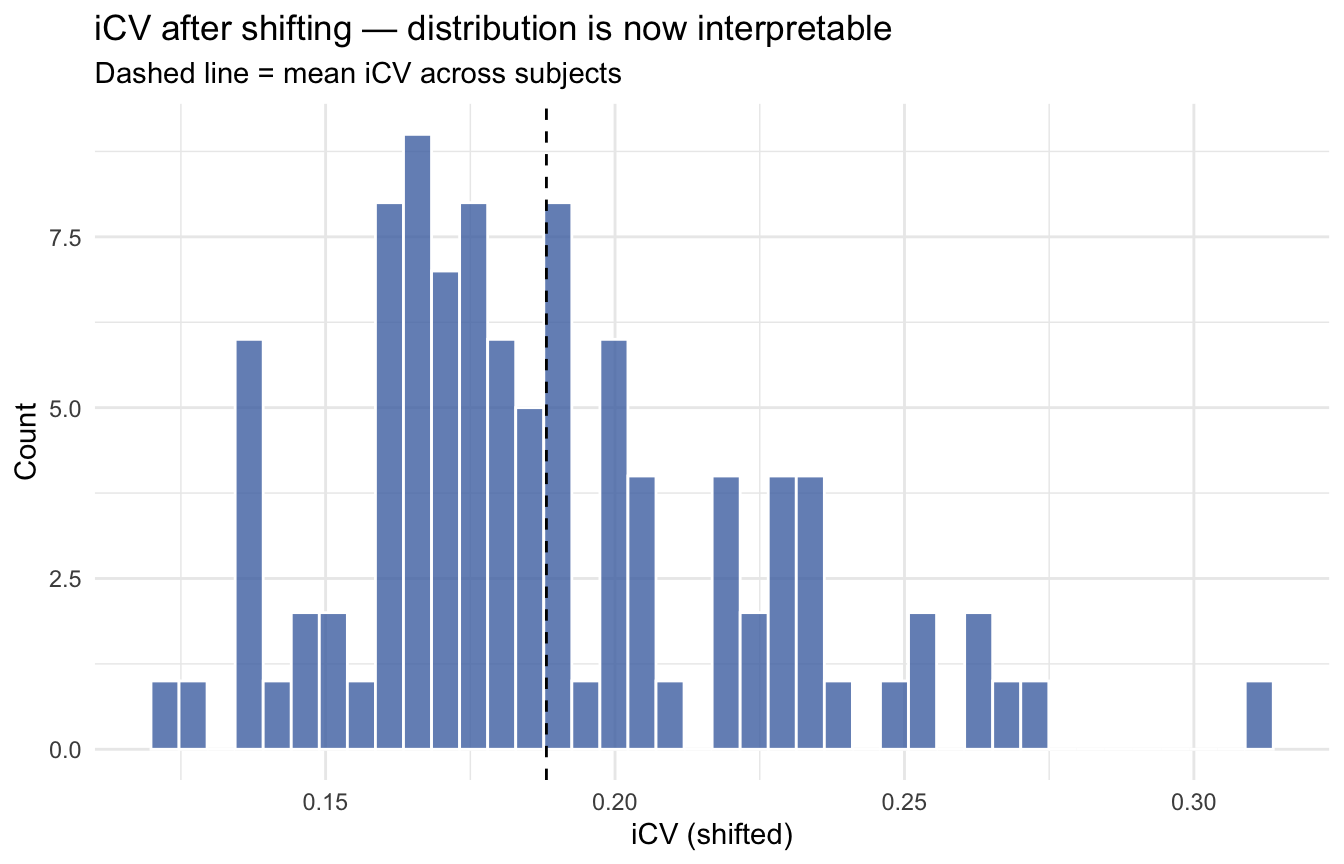 iCV after shifting — distribution is now interpretable
Dashed line = mean iCV across subjects
Count
7.5
5.0
2.5
0.0
0.15
0.20
0.25
0.30
iCV (shifted)